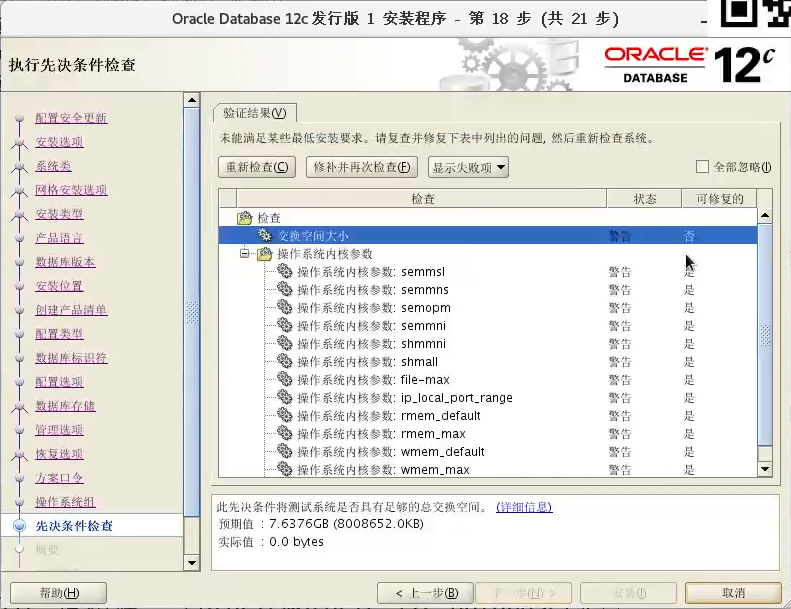 Oracle Database 12c 发行版 1 安装程序 - 第 18 步 (共 21 步)
执行先决条件检查
ORACLE
DATABASE
12c
配置安全更新
安装选项
系统类
网格安装选项
安装类型
产品语言
数据库版本
安装位置
创建产品清单
配置类型
数据库标识符
配置选项
数据库存储
管理选项
恢复选项
方案口令
操作系统组
先决条件检查
概要
验证结果(V)
未能满足某些最低安装要求。请复查并修复下表中列出的问题, 然后重新检查系统。
重新检查(C) 修补并再次检查(F) 显示失败项 全部忽略(I)
检查 状态 可修复的
检查
交换空间大小 警告 否
操作系统内核参数
操作系统内核参数: semmsl 警告 是
操作系统内核参数: semmns 警告 是
操作系统内核参数: semopm 警告 是
操作系统内核参数: semmni 警告 是
操作系统内核参数: shmmni 警告 是
操作系统内核参数: shmall 警告 是
操作系统内核参数: file-max 警告 是
操作系统内核参数: ip_local_port_range 警告 是
操作系统内核参数: rmem_default 警告 是
操作系统内核参数: rmem_max 警告 是
操作系统内核参数: wmem_default 警告 是
操作系统内核参数: wmem_max 警告 是
此先决条件将测试系统是否具有足够的总交换空间。 (详细信息)
预期值 : 7.6376GB (8008652.0KB)
实际值 : 0.0 bytes
帮助(H) < 上一步(B) 下一步(N) > 安装(I) 取消